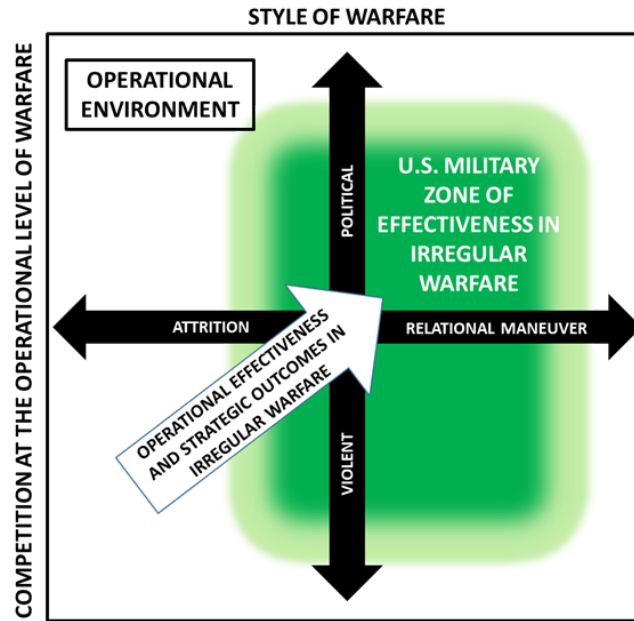 STYLE OF WARFARE
COMPETITION AT THE OPERATIONAL LEVEL OF WARFARE
OPERATIONAL
ENVIRONMENT
POLITICAL
U.S. MILITARY
ZONE OF
EFFECTIVENESS IN
IRREGULAR
WARFARE
ATTRITION
RELATIONAL MANEUVER
OPERATIONAL EFFECTIVENESS
AND STRATEGIC OUTCOMES IN
IRREGULAR WARFARE
VIOLENT